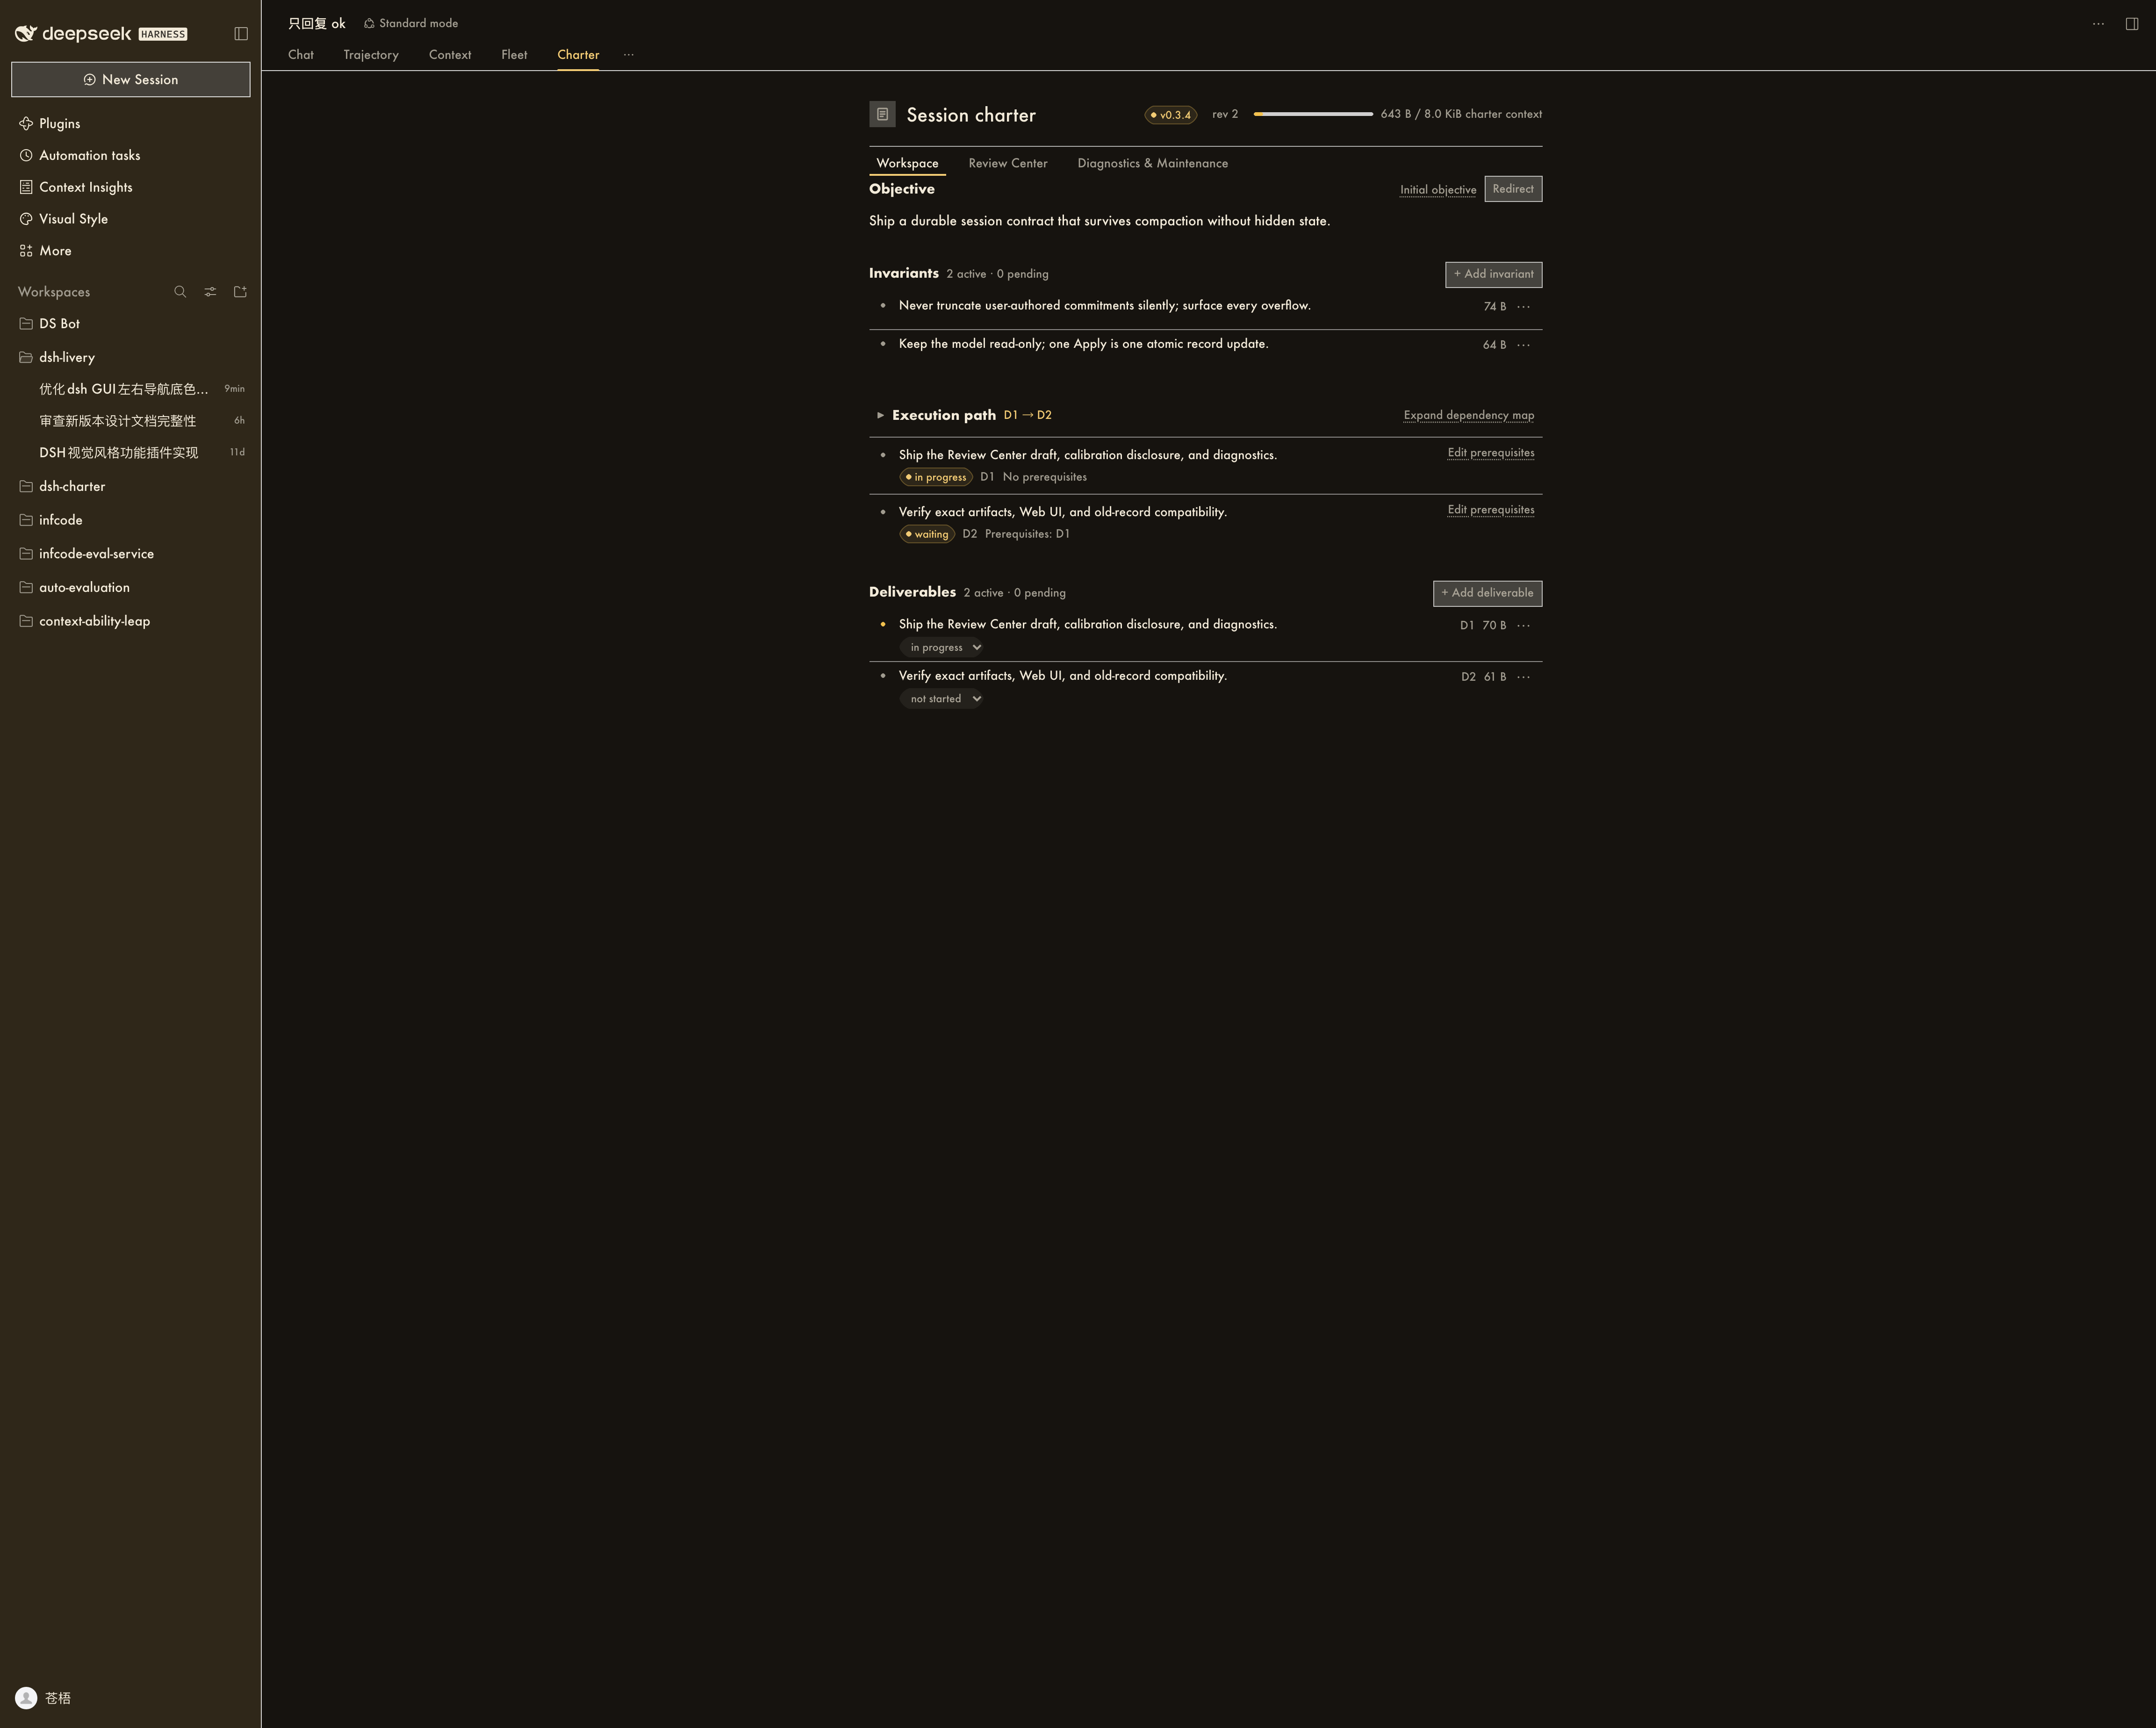 deepseek HARNESS
New Session
Plugins
Automation tasks
Context Insights
Visual Style
More
Workspaces
DS Bot
dsh-livery
优化 dsh GUI 左右导航底色... 9min
审查新版本设计文档完整性 6h
DSH 视觉风格功能插件实现 11d
dsh-charter
infcode
infcode-eval-service
auto-evaluation
context-ability-leap
苍梧
只回复 ok Standard mode
Chat Trajectory Context Fleet Charter ...
Session charter v0.3.4 rev 2 643 B / 8.0 KiB charter context
Workspace Review Center Diagnostics & Maintenance
Objective Initial objective Redirect
Ship a durable session contract that survives compaction without hidden state.
Invariants 2 active · 0 pending + Add invariant
Never truncate user-authored commitments silently; surface every overflow. 74 B ...
Keep the model read-only; one Apply is one atomic record update. 64 B ...
Execution path D1 → D2 Expand dependency map
Ship the Review Center draft, calibration disclosure, and diagnostics. Edit prerequisites
in progress D1 No prerequisites
Verify exact artifacts, Web UI, and old-record compatibility. Edit prerequisites
waiting D2 Prerequisites: D1
Deliverables 2 active · 0 pending + Add deliverable
Ship the Review Center draft, calibration disclosure, and diagnostics. D1 70 B ...
in progress
Verify exact artifacts, Web UI, and old-record compatibility. D2 61 B ...
not started